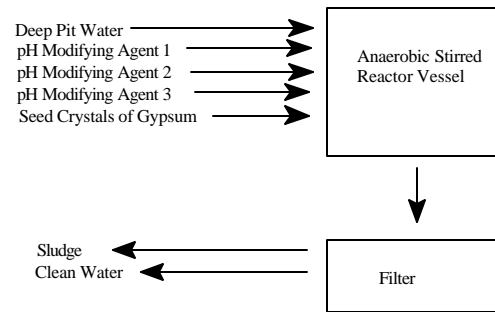 Deep Pit Water
pH Modifying Agent 1
pH Modifying Agent 2
pH Modifying Agent 3
Seed Crystals of Gypsum
Anaerobic Stirred
Reactor Vessel
Sludge
Clean Water
Filter